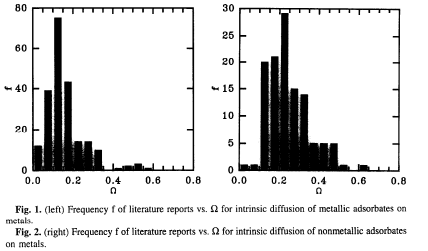 80
60
40
20
0
f
0.0 0.2 0.4 0.6 0.8
Ω
30
25
20
15
10
5
0
f
0.0 0.2 0.4 0.6 0.8
Ω
Fig. 1. (left) Frequency f of literature reports vs. Ω for intrinsic diffusion of metallic adsorbates on
metals.
Fig. 2. (right) Frequency f of literature reports vs. Ω for intrinsic diffusion of nonmetallic adsorbates
on metals.